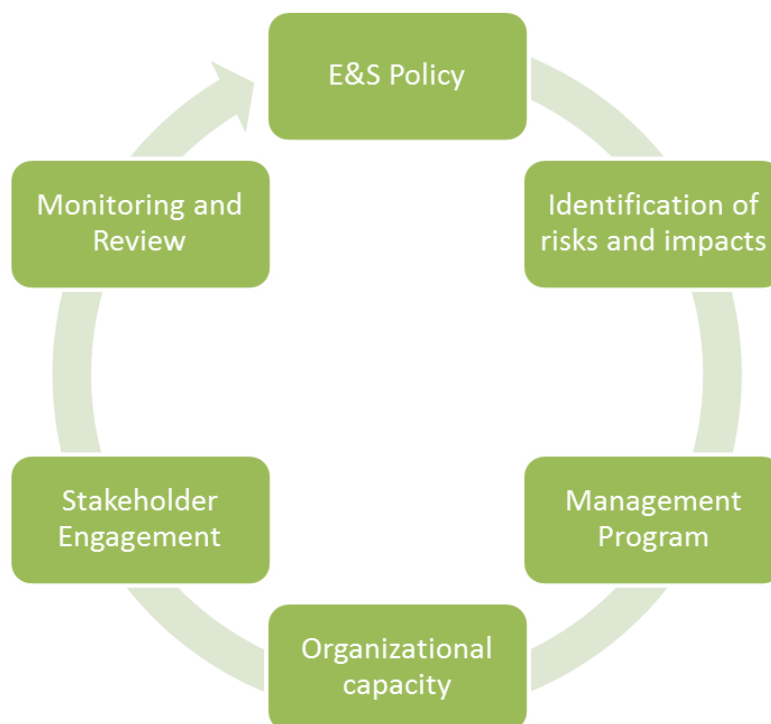 E&S Policy
Identification of
risks and impacts
Management
Program
Organizational
capacity
Stakeholder
Engagement
Monitoring and
Review